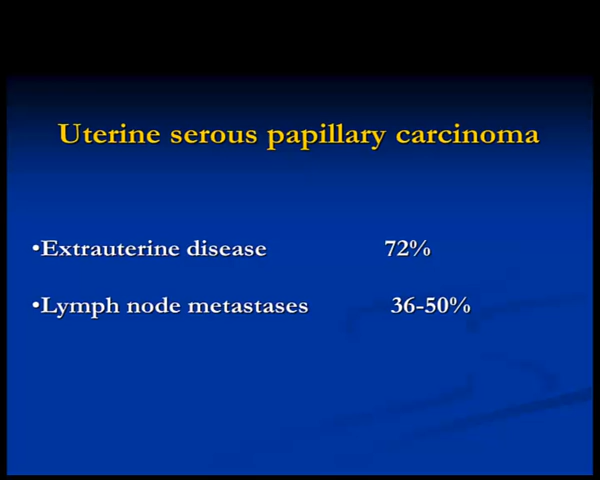 Uterine serous papillary carcinoma
•Extrauterine disease 72%
•Lymph node metastases 36-50%